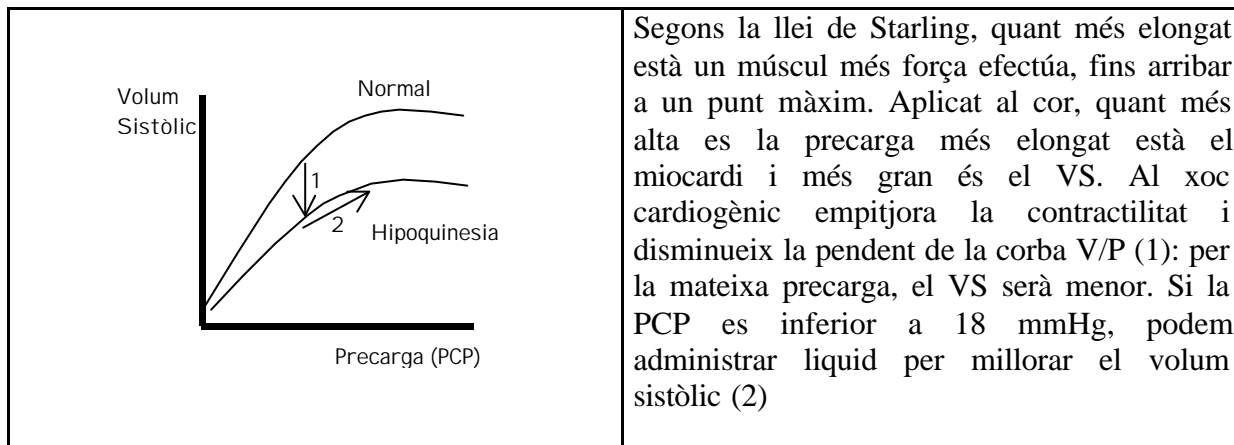 Volum
Sistòlic
Normal
1
2
Hipoquinesia
Precarga (PCP)
Segons la llei de Starling, quant més elongat
està un múscul més força efectúa, fins arribar
a un punt màxim. Aplicat al cor, quant més
alta es la precarga més elongat està el
miocardi i més gran és el VS. Al xoc
cardiogènic empitjora la contractilitat i
disminueix la pendent de la corba V/P (1): per
la mateixa precarga, el VS serà menor. Si la
PCP es inferior a 18 mmHg, podem
administrar liquid per millorar el volum
sistòlic (2)